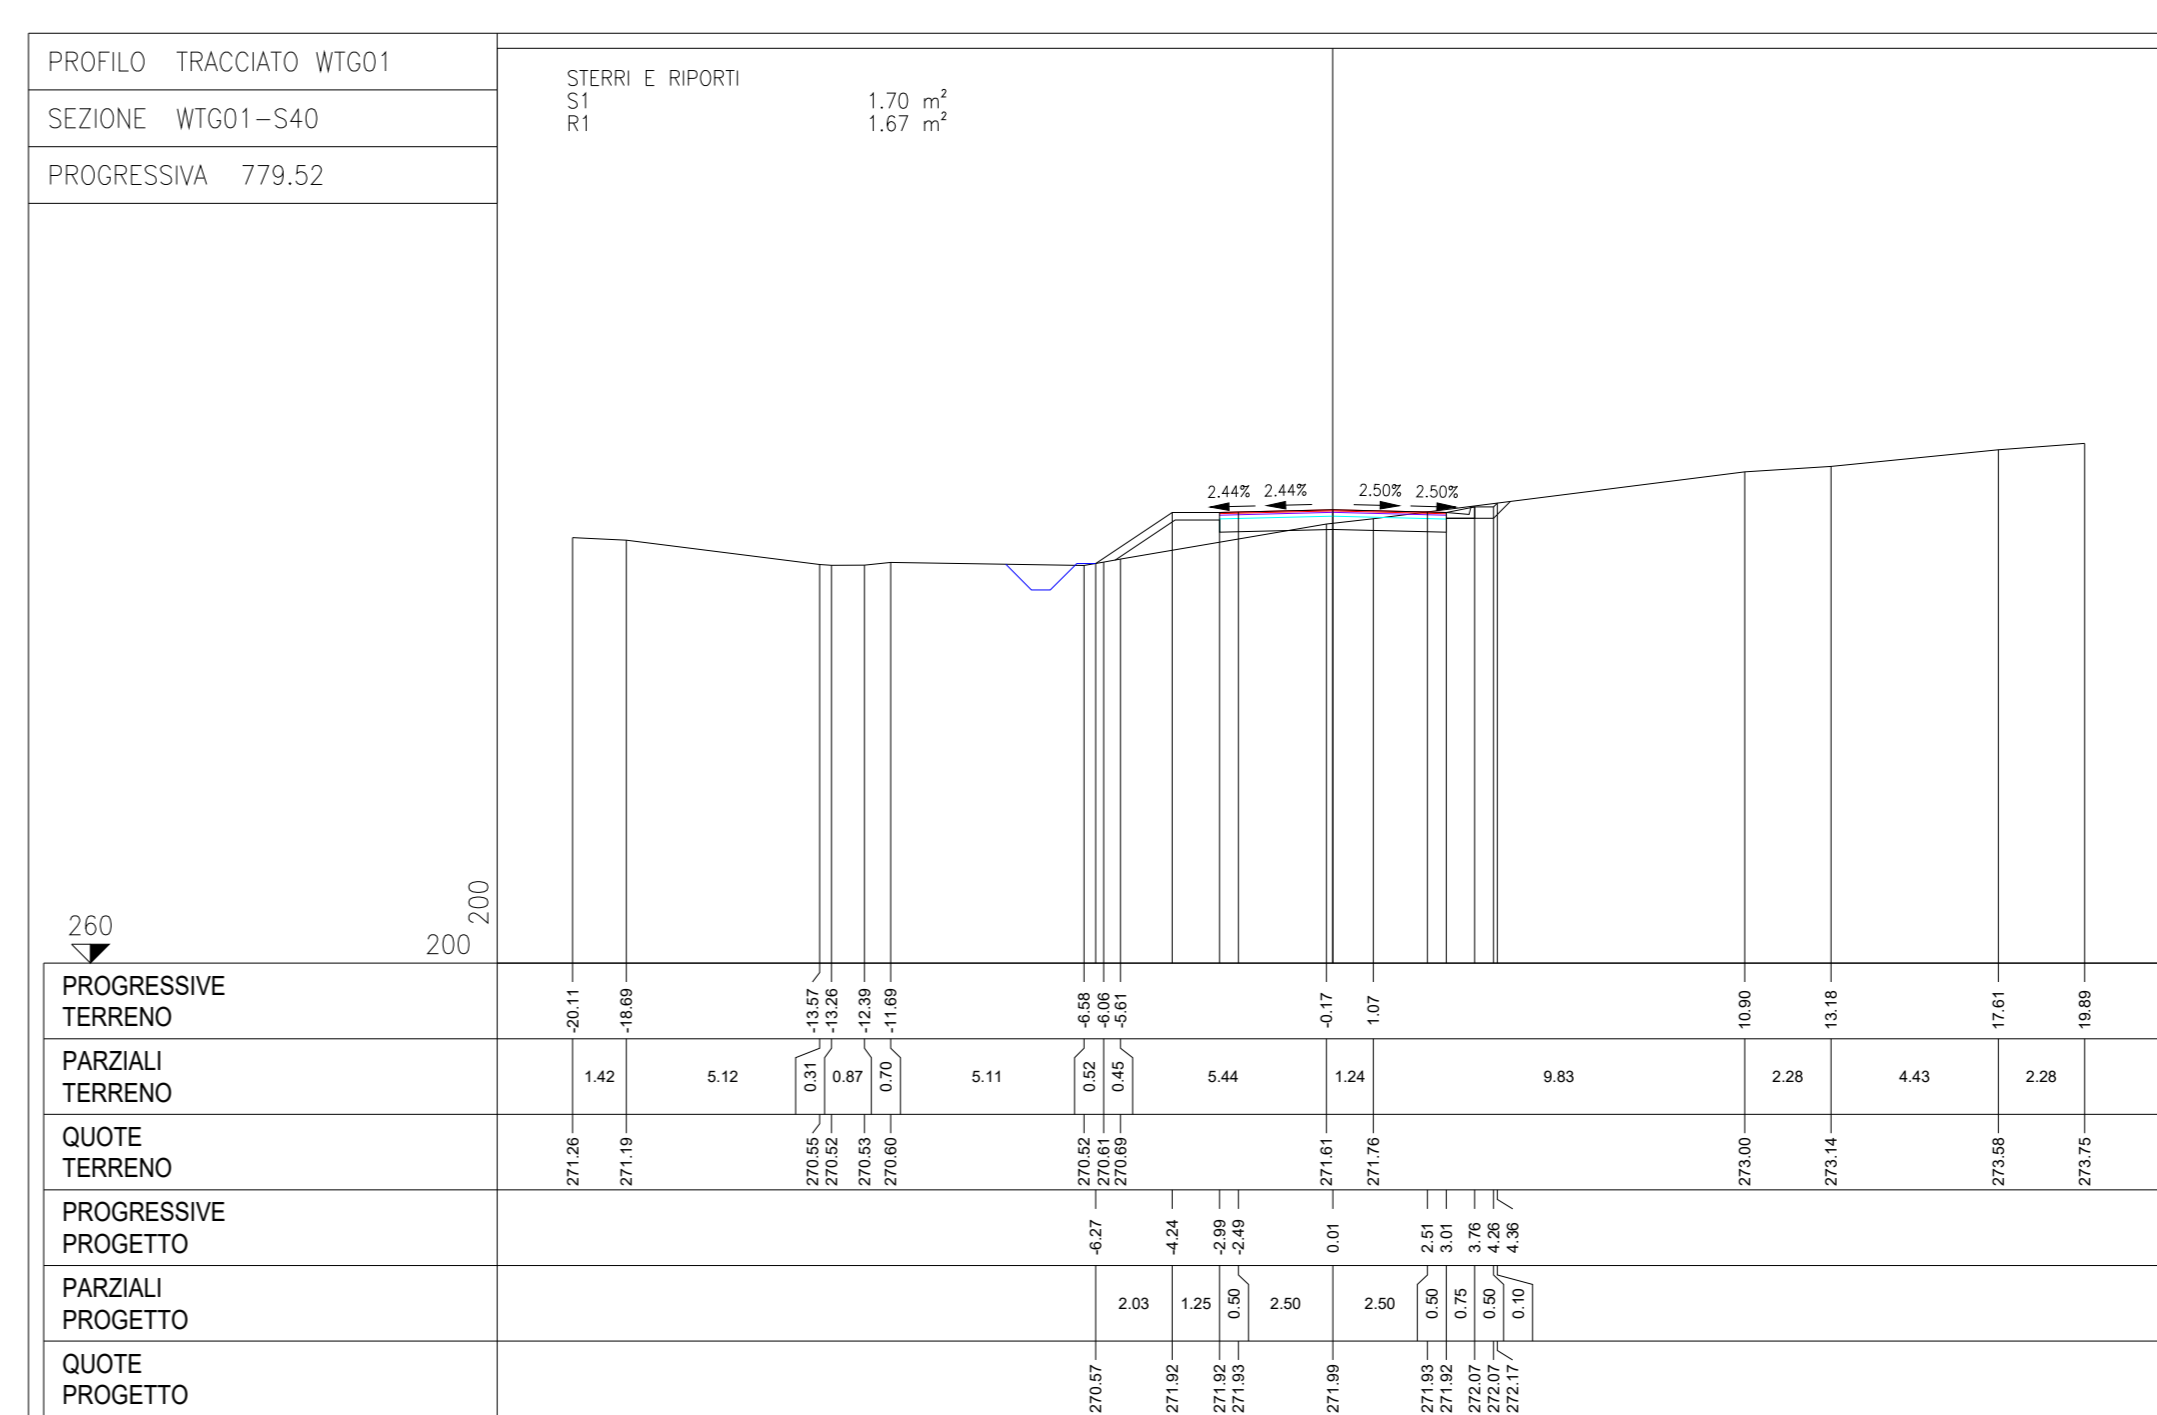 PROFILO TRACCIATO WTG01
SEZIONE WTG01-S40
PROGRESSIVA 779.52
STERRI E RIPORTI
S1 1.70 m²
R1 1.67 m²
2.44% 2.44% 2.50% 2.50%
200
260
200
PROGRESSIVE
TERRENO
-20.11 -18.69 -13.57 -13.26 -12.39 -11.69 -6.58 -6.06 -5.61 -0.17 1.07 10.90 13.18 17.61 19.89
PARZIALI
TERRENO
1.42 5.12 0.31 0.87 0.70 5.11 0.52 0.45 5.44 1.24 9.83 2.28 4.43 2.28
QUOTE
TERRENO
271.26 271.19 270.55 270.52 270.53 270.60 270.52 270.61 270.69 271.61 271.76 273.00 273.14 273.58 273.75
PROGRESSIVE
PROGETTO
-6.27 -4.24 -2.99 -2.49 0.01 2.51 3.01 3.76 4.26 4.36
PARZIALI
PROGETTO
2.03 1.25 0.50 2.50 2.50 0.50 0.75 0.50 0.10
QUOTE
PROGETTO
270.57 271.92 271.92 271.93 271.99 271.93 271.92 272.07 272.07 272.17